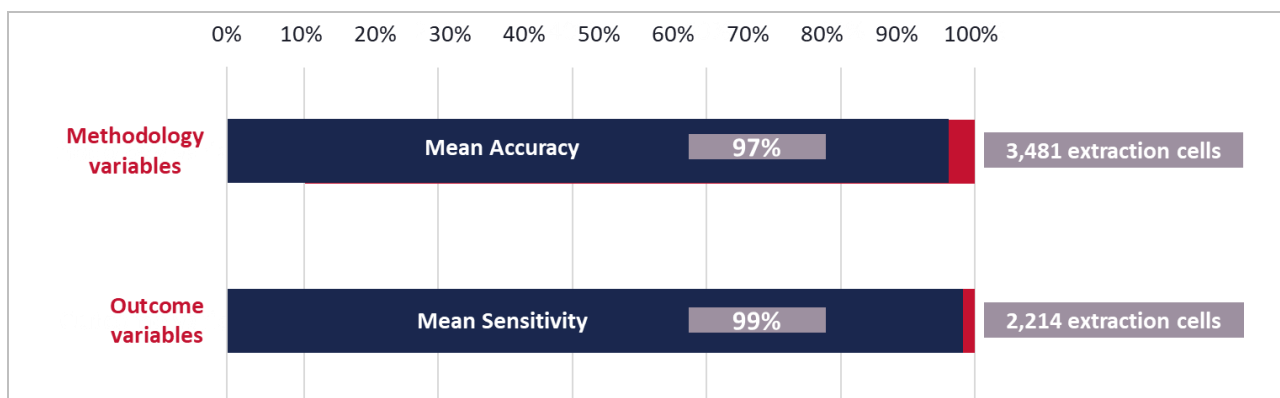 0% 10% 20% 30% 40% 50% 60% 70% 80% 90% 100%
Methodology
variables
Mean Accuracy 97% 3,481 extraction cells
Outcome
variables
Mean Sensitivity 99% 2,214 extraction cells